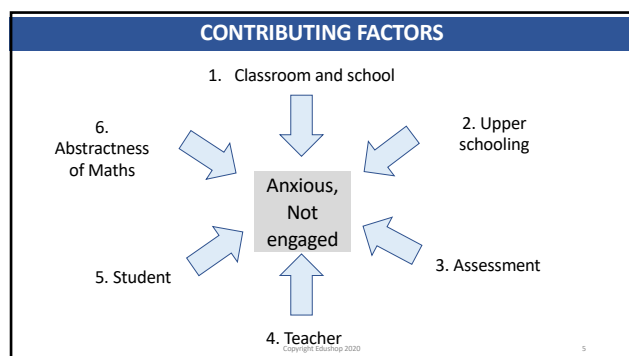 CONTRIBUTING FACTORS
1. Classroom and school
6.
Abstractness
of Maths
2. Upper
schooling
Anxious,
Not
engaged
5. Student
3. Assessment
4. Teacher
Copyright Edushop 2020
5